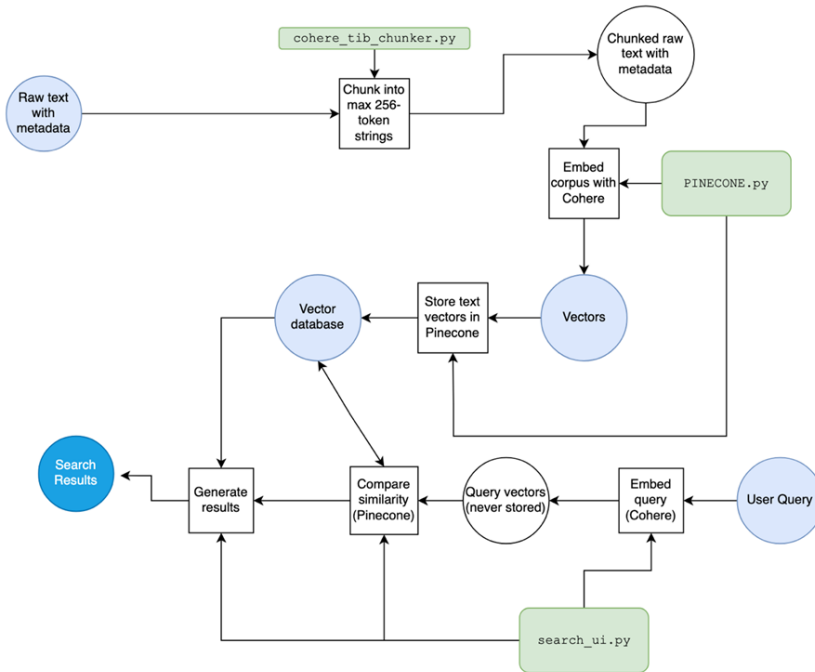 cohere_tib_chunker.py
Chunked raw
text with
metadata
Raw text
with
metadata
Chunk into
max 256-
token
strings
Embed
corpus with
Cohere
PINECONE.py
Vector
database
Store text
vectors in
Pinecone
Vectors
Search
Results
Generate
results
Compare
similarity
(Pinecone)
Query vectors
(never stored)
Embed
query
(Cohere)
User Query
search_ui.py